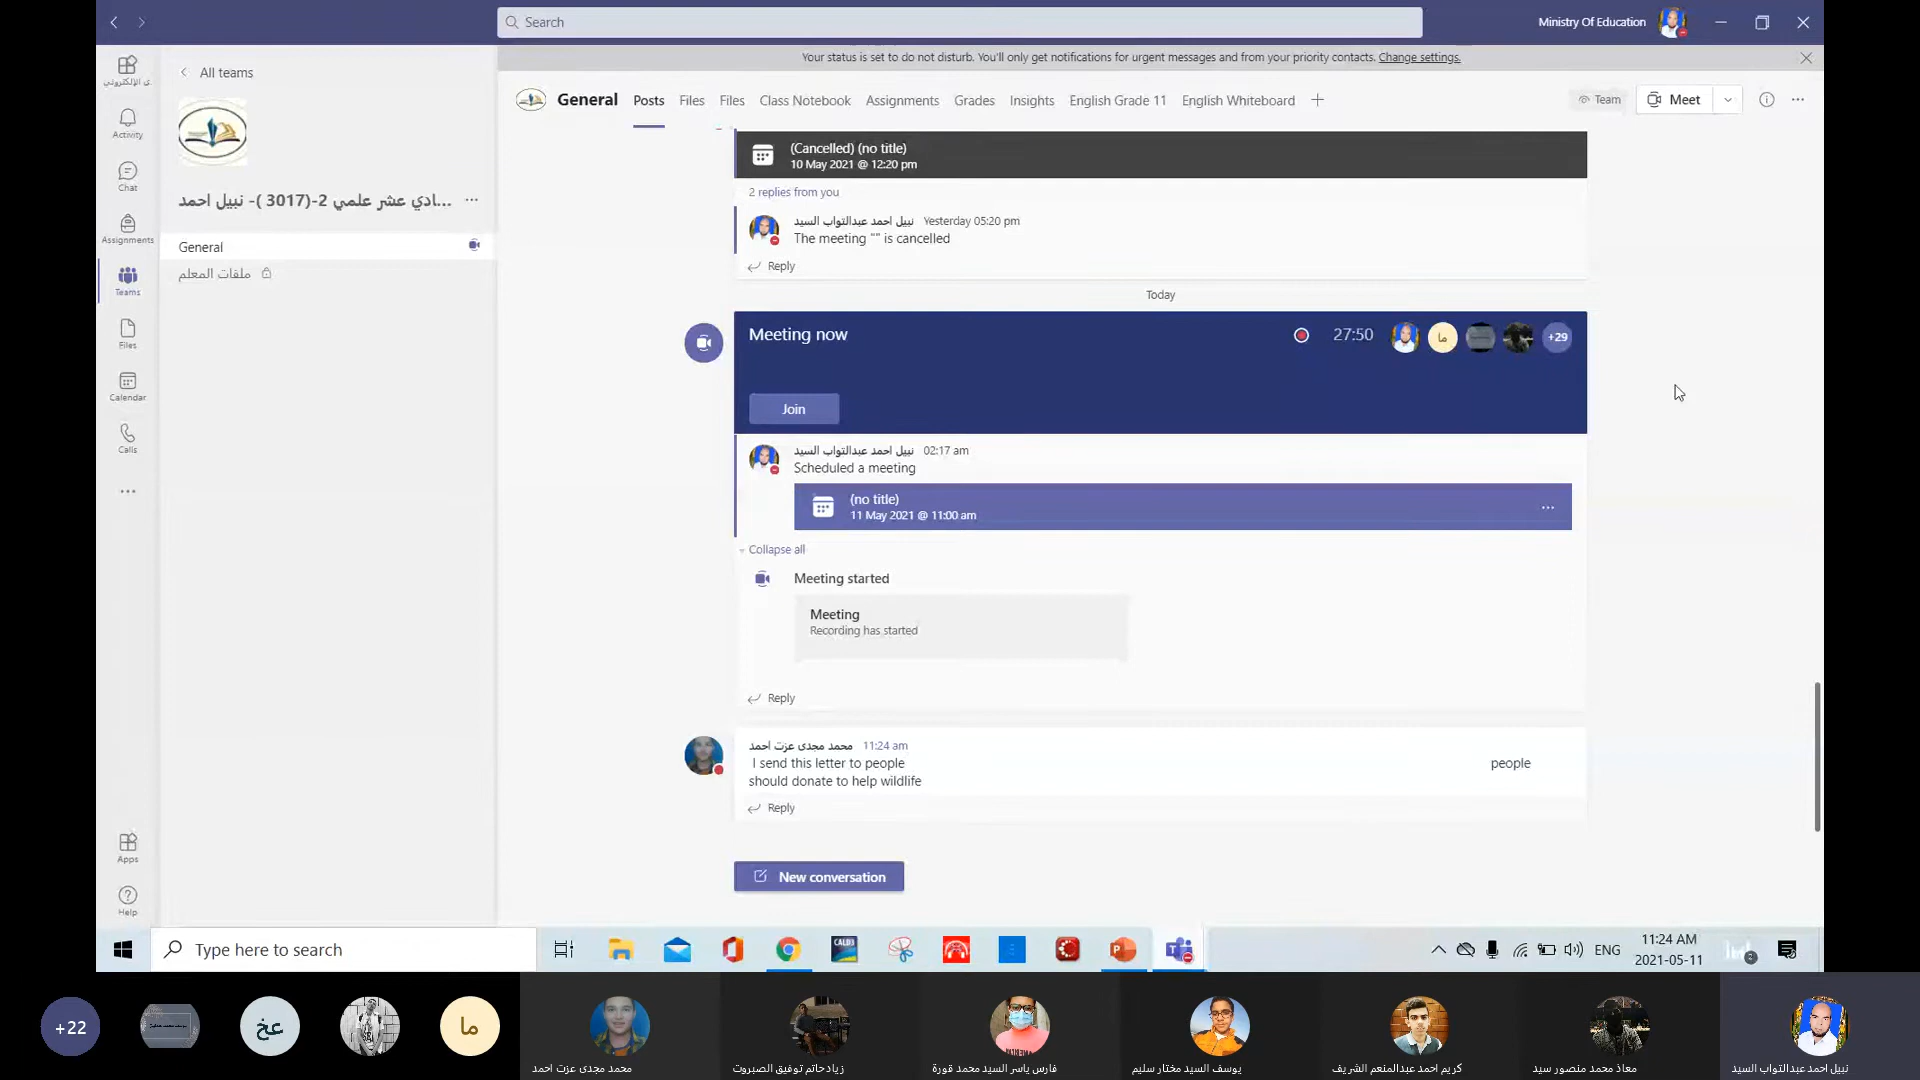 Search
Ministry Of Education
Your status is set to do not disturb. You'll only get notifications for urgent messages and from your priority contacts. Change settings.
All teams
General
Posts
Files
Files
Class Notebook
Assignments
Grades
Insights
English Grade 11
English Whiteboard
Team
Meet
Activity
Chat
Assignments
Teams
Files
Calendar
Calls
Apps
Help
...ادي عشر علمي 2-(3017 )- نبيل احمد
General
ملفات المعلم
(Cancelled) (no title)
10 May 2021 @ 12:20 pm
2 replies from you
نبيل احمد عبدالتواب السيد Yesterday 05:20 pm
The meeting "" is cancelled
Reply
Today
Meeting now
27:50
ما
+29
Join
نبيل احمد عبدالتواب السيد 02:17 am
Scheduled a meeting
(no title)
11 May 2021 @ 11:00 am
Collapse all
Meeting started
Meeting
Recording has started
Reply
محمد مجدى عزت احمد 11:24 am
I send this letter to people people
should donate to help wildlife
Reply
New conversation
Type here to search
CALD3
ENG
11:24 AM
2021-05-11
2
+22
عخ
ما
محمد مجدى عزت احمد
زيادحاتم توفيق الصبروت
فارس ياسر السيد محمد قورة
يوسف السيد مختار سليم
كريم احمد عبدالمنعم الشريف
معاذ محمد منصور سيد
نبيل احمد عبدالتواب السيد